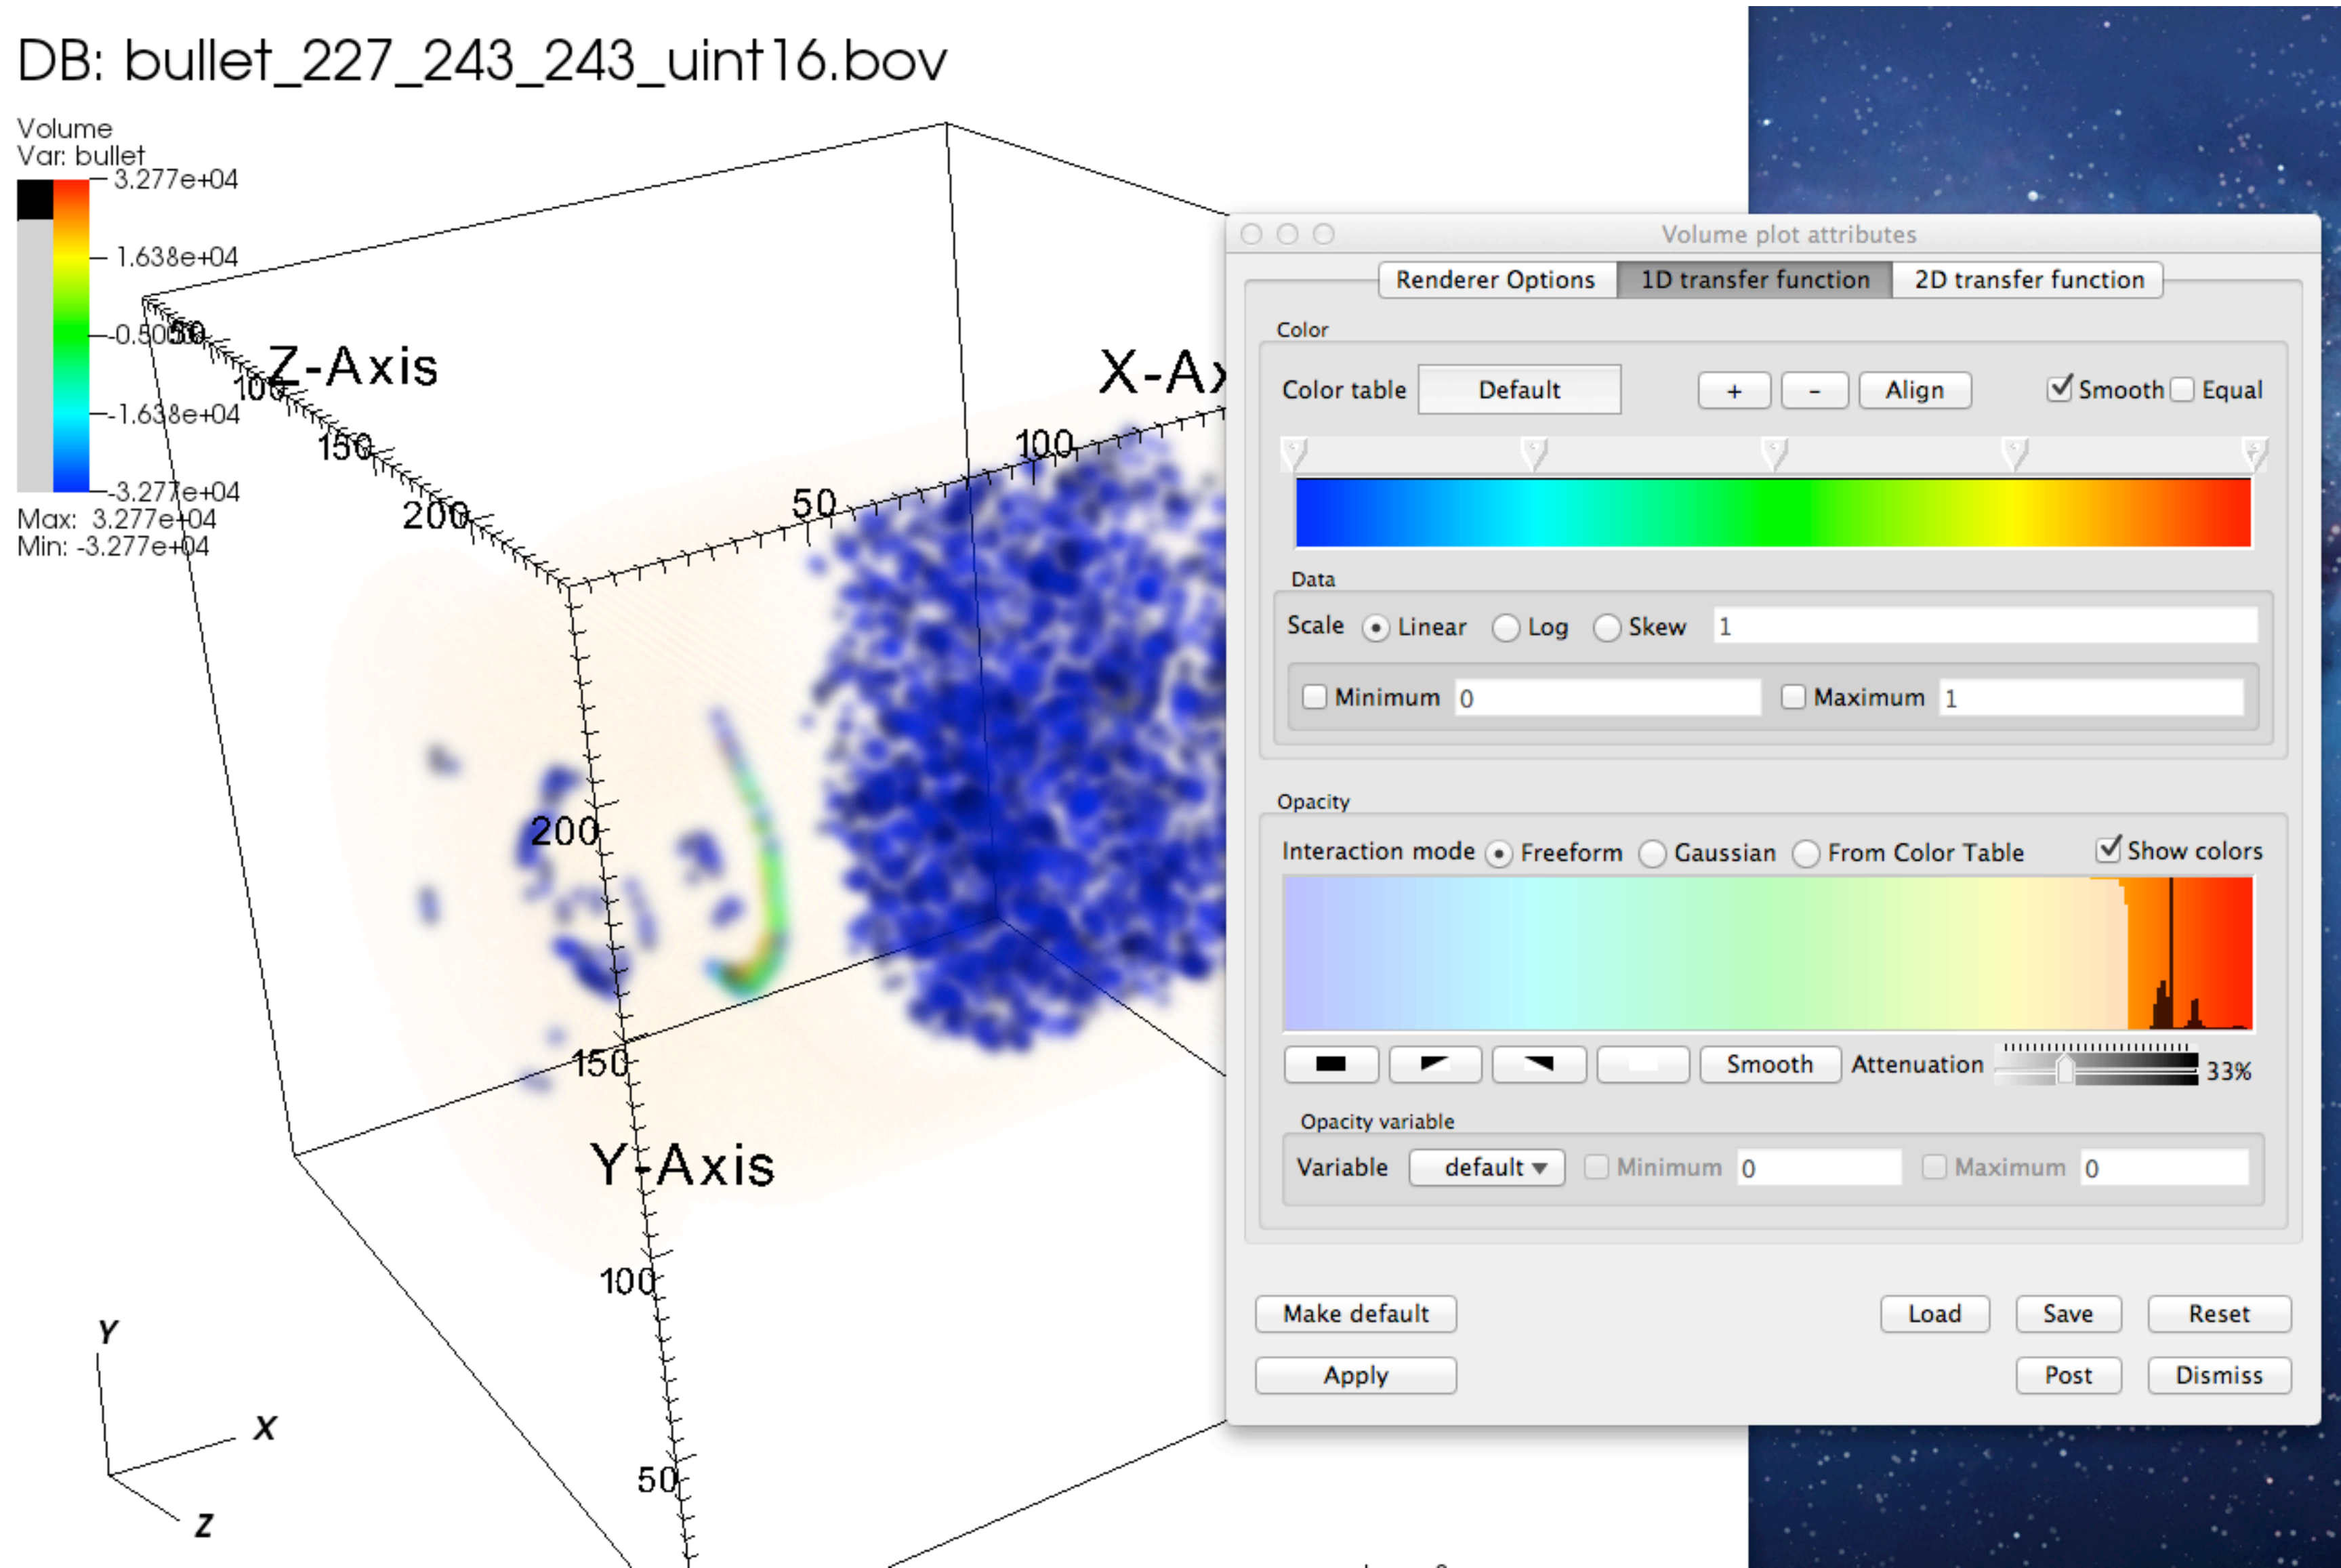 DB: bullet_227_243_243_uint16.bov
Volume
Var: bullet
3.277e+04
1.638e+04
-1.638e+04
-3.277e+04
Max: 3.277e+04
Min: -3.277e+04
50
100
150
200
Z-Axis
50
100
200
150
100
50
Y-Axis
Y
X
Z
Volume plot attributes
Renderer Options 1D transfer function 2D transfer function
Color
Color table Default + - Align Smooth Equal
Data
Scale Linear Log Skew 1
Minimum 0 Maximum 1
Opacity
Interaction mode Freeform Gaussian From Color Table Show colors
Smooth Attenuation 33%
Opacity variable
Variable default Minimum 0 Maximum 0
Make default Load Save Reset
Apply Post Dismiss